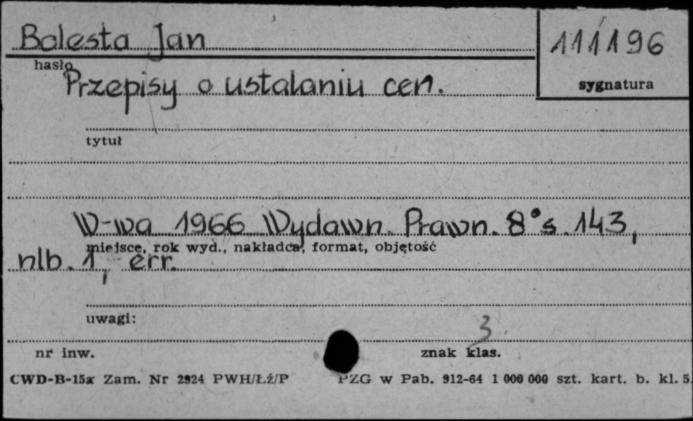 Balesta Jan
111196
hasło
sygnatura
Przepisy o ustalaniu cen.
tytuł
W-wa 1966 Wydawn. Prawn. 8° s. 143,
miejsce, rok wyd., nakładca, format, objętość
nlb. 1, err.
uwagi:
3
nr inw.
znak klas.
CWD-B-15a Zam. Nr 2924 PWH/Łź/P
PZG w Pab. 912-64 1 000 000 szt. kart. b. kl. 5